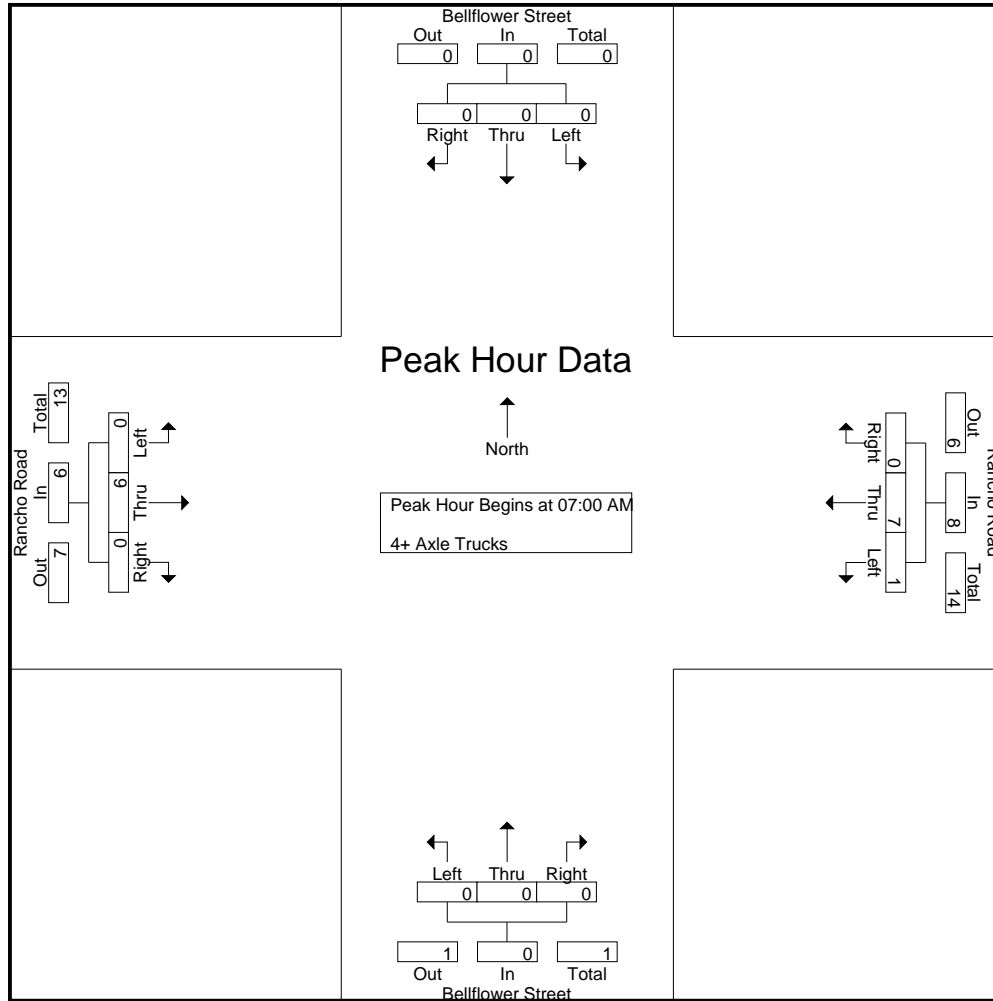 Bellflower Street
Out In Total
0 0 0
0 0 0
Right Thru Left
Peak Hour Data
North
Peak Hour Begins at 07:00 AM
4+ Axle Trucks
Rancho Road
Total In Out
13 6 7
0 6 0
Left Thru Right
Right Thru Left
0 7 1
6 8 14
Out In Total
Rancho Road
Left Thru Right
0 0 0
1 0 1
Out In Total
Bellflower Street